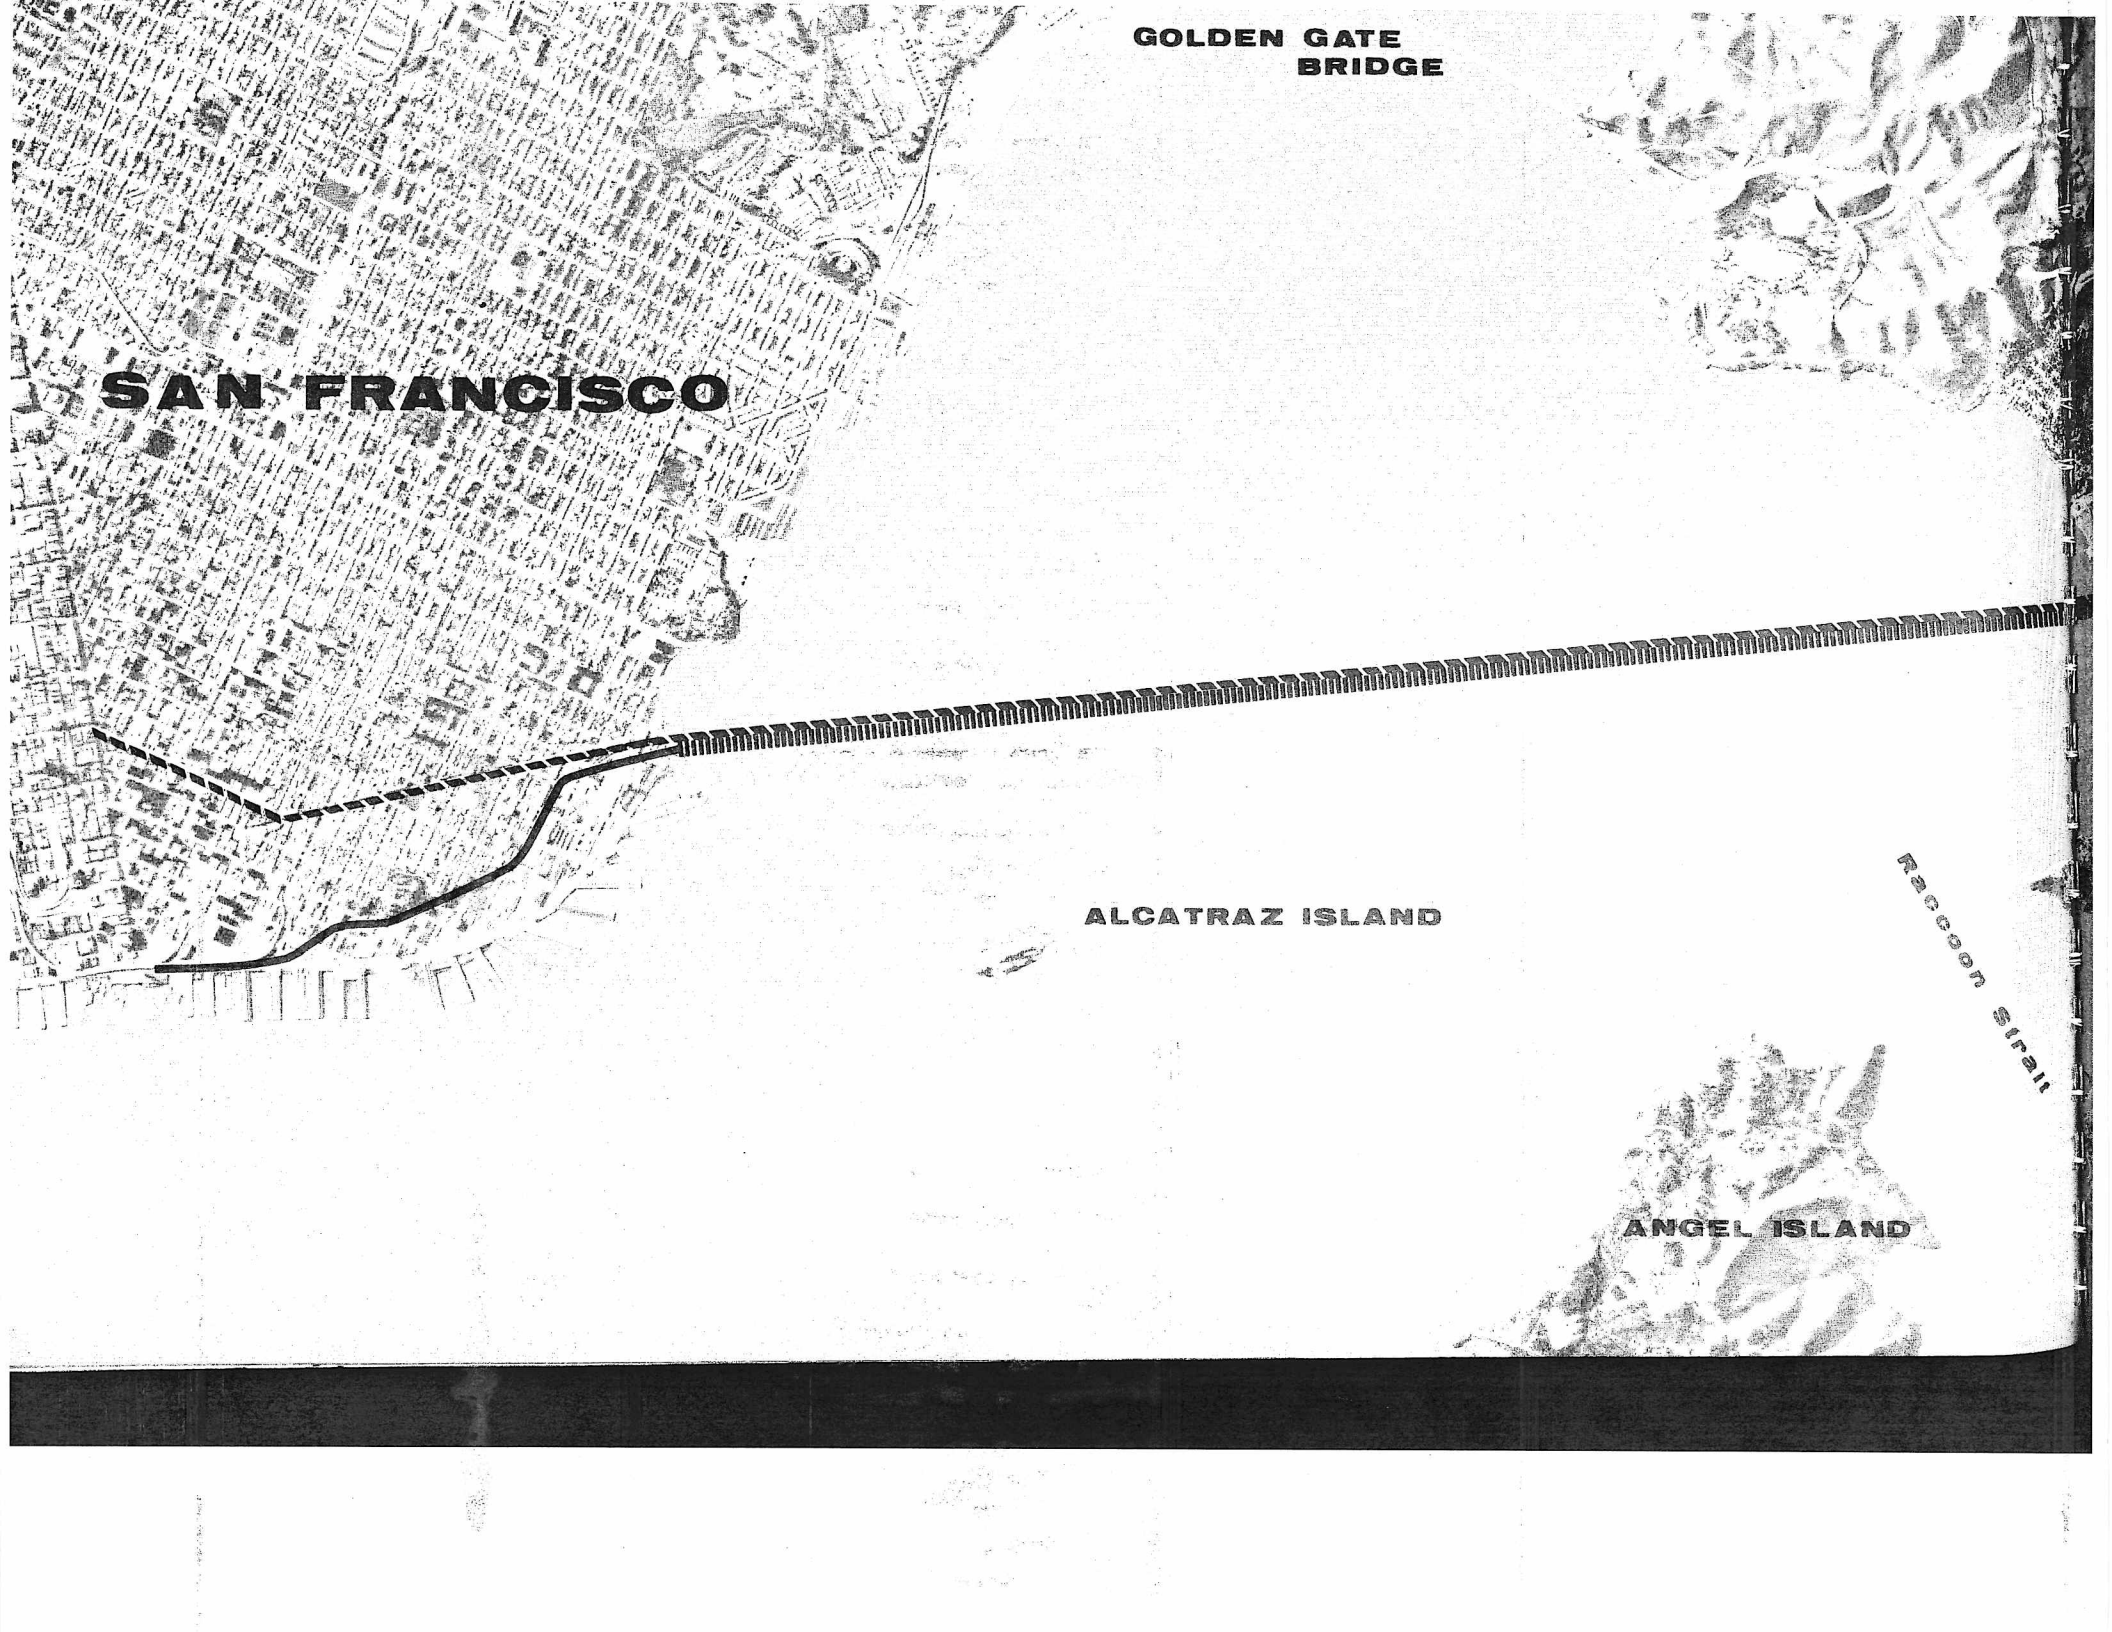 GOLDEN GATE
BRIDGE
SAN FRANCISCO
ALCATRAZ ISLAND
Raccoon Strait
ANGEL ISLAND